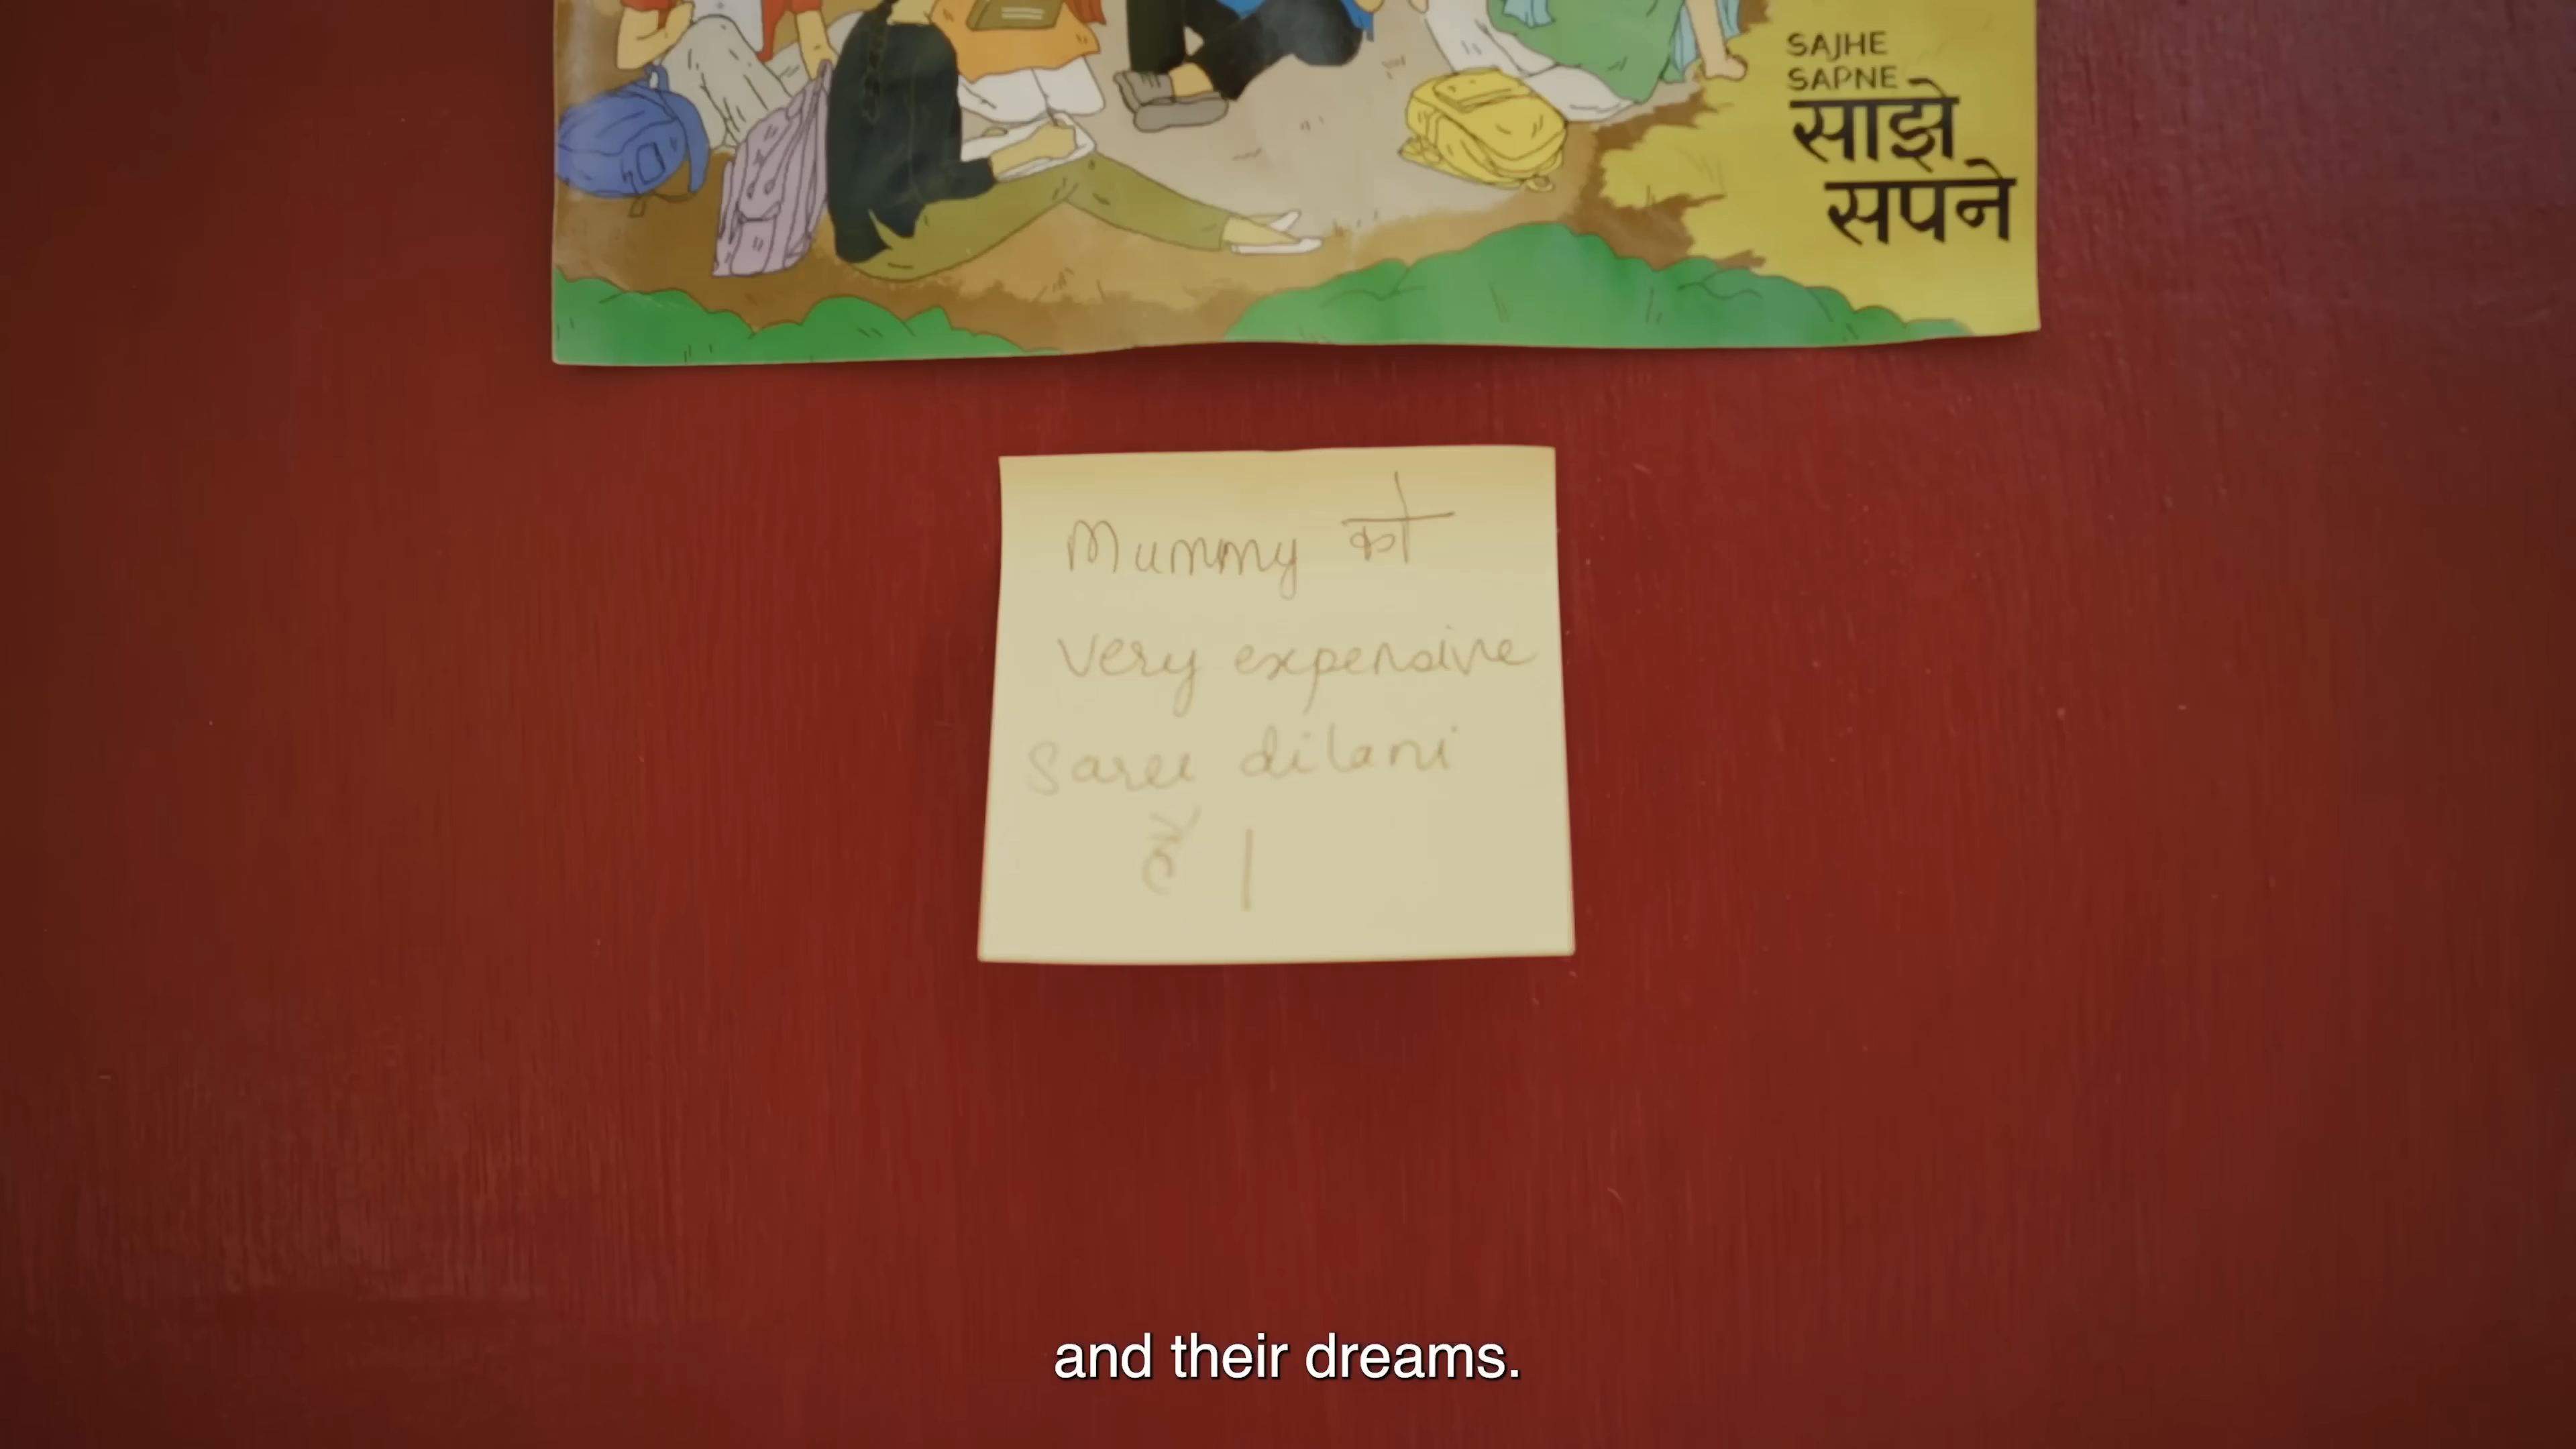 SAJHE
SAPNE
साझे
सपने
Mummy को
very expensive
Saree dilani
है ।
and their dreams.